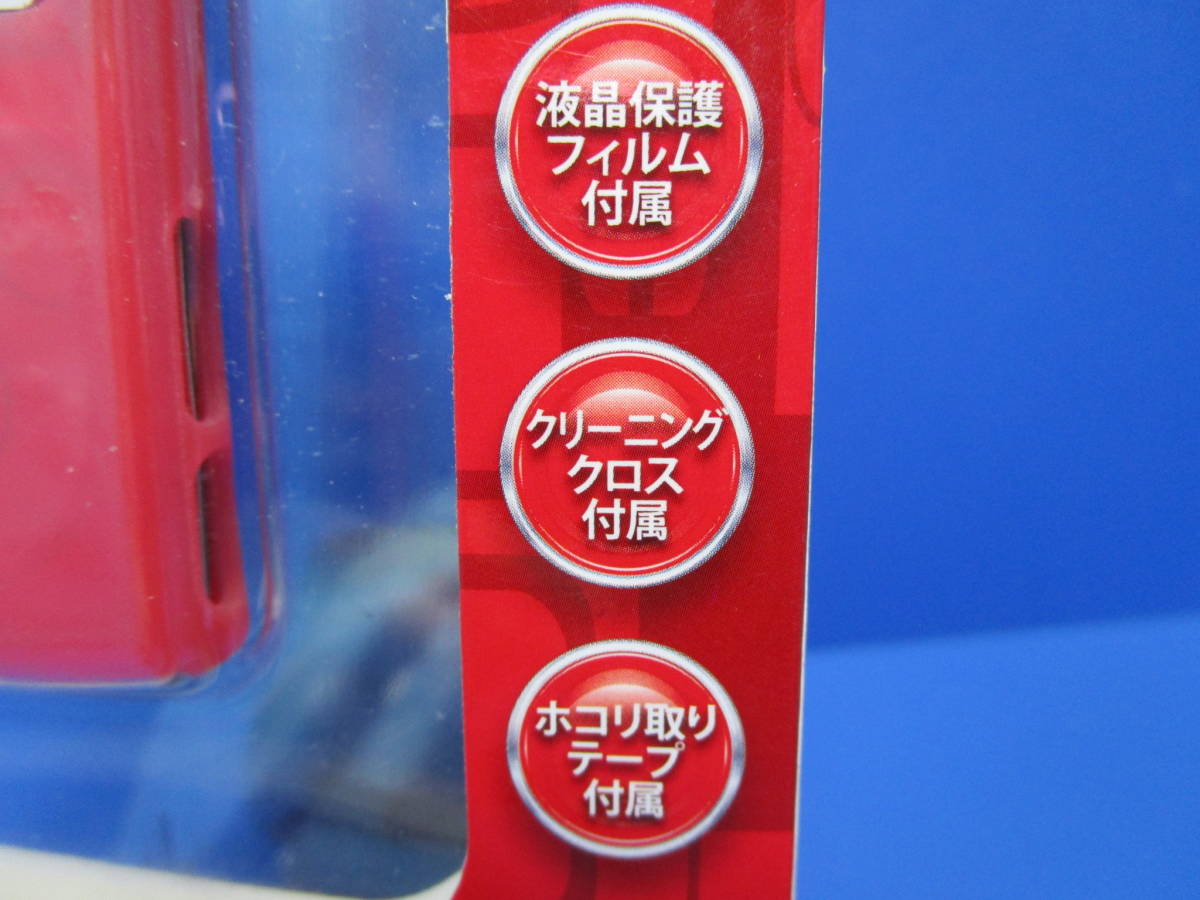 液晶保護
フィルム
付属
クリーニング
クロス
付属
ホコリ取り
テープ
付属